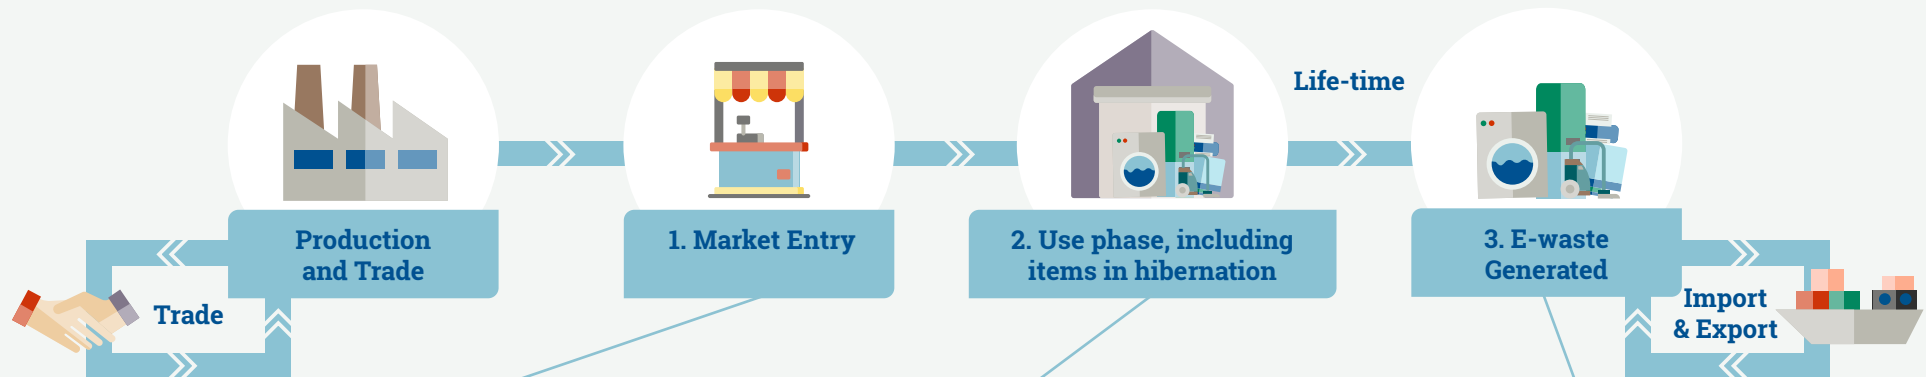 Life-time
Production
and Trade
1. Market Entry
2. Use phase, including
items in hibernation
3. E-waste
Generated
Trade
Import
& Export